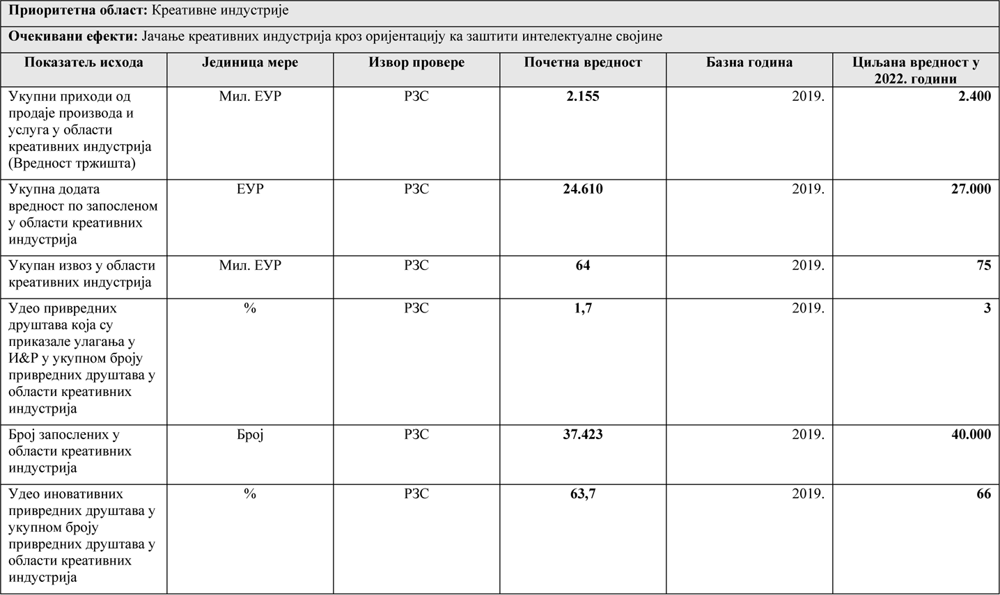 Приоритетна област: Креативне индустрије
Очекивани ефекти: Јачање креативних индустрија кроз оријентацију ка заштити интелектуалне својине
Показатељ исхода
Јединица мере
Извор провере
Почетна вредност
Базна година
Циљана вредност у
2022. години
Укупни приходи од
продаје производа и
услуга у области
креативних индустрија
(Вредност тржишта)
Мил. ЕУР
РЗС
2.155
2019.
2.400
Укупна додата
вредност по запосленом
у области креативних
индустрија
ЕУР
РЗС
24.610
2019.
27.000
Укупан извоз у области
креативних индустрија
Мил. ЕУР
РЗС
64
2019.
75
Удео привредних
друштава која су
приказале улагања у
И&Р у укупном броју
привредних друштава у
области креативних
индустрија
%
РЗС
1,7
2019.
3
Број запослених у
области креативних
индустрија
Број
РЗС
37.423
2019.
40.000
Удео иновативних
привредних друштава у
укупном броју
привредних друштава у
области креативних
индустрија
%
РЗС
63,7
2019.
66